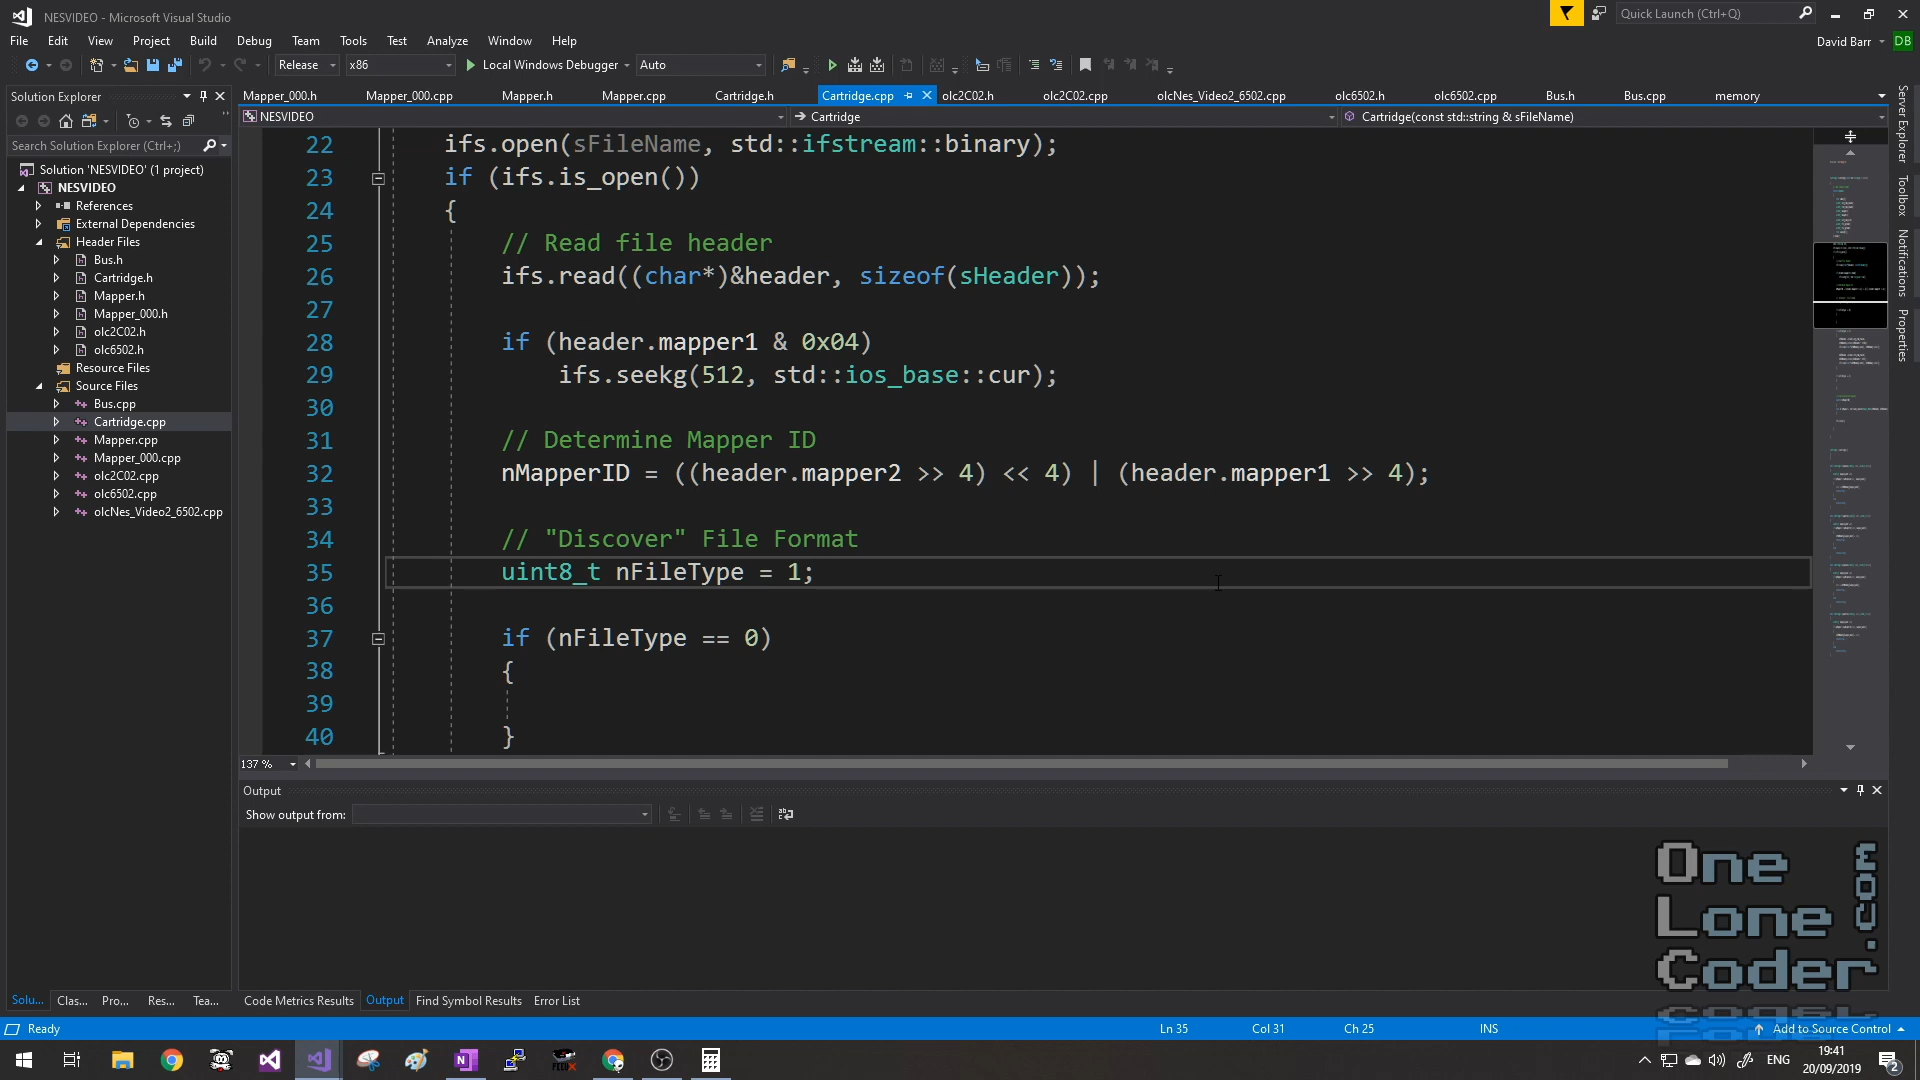 NESVIDEO - Microsoft Visual Studio
Quick Launch (Ctrl+Q)
File Edit View Project Build Debug Team Tools Test Analyze Window Help
David Barr DB
Release x86 Local Windows Debugger Auto
Solution Explorer
Mapper_000.h Mapper_000.cpp Mapper.h Mapper.cpp Cartridge.h Cartridge.cpp olc2C02.h olc2C02.cpp olcNes_Video2_6502.cpp olc6502.h olc6502.cpp Bus.h Bus.cpp memory
NESVIDEO Cartridge Cartridge(const std::string & sFileName)
Search Solution Explorer (Ctrl+;)
Solution 'NESVIDEO' (1 project)
NESVIDEO
References
External Dependencies
Header Files
Bus.h
Cartridge.h
Mapper.h
Mapper_000.h
olc2C02.h
olc6502.h
Resource Files
Source Files
Bus.cpp
Cartridge.cpp
Mapper.cpp
Mapper_000.cpp
olc2C02.cpp
olc6502.cpp
olcNes_Video2_6502.cpp
22 ifs.open(sFileName, std::ifstream::binary);
23 if (ifs.is_open())
24 {
25 // Read file header
26 ifs.read((char*)&header, sizeof(sHeader));
27
28 if (header.mapper1 & 0x04)
29 ifs.seekg(512, std::ios_base::cur);
30
31 // Determine Mapper ID
32 nMapperID = ((header.mapper2 >> 4) << 4) | (header.mapper1 >> 4);
33
34 // "Discover" File Format
35 uint8_t nFileType = 1;
36
37 if (nFileType == 0)
38 {
39
40 }
137 %
Server Explorer
Toolbox
Notifications
Properties
Output
Show output from:
One
Lone
Coder
.com
Solu... Clas... Pro... Res... Tea...
Code Metrics Results Output Find Symbol Results Error List
Ready Ln 35 Col 31 Ch 25 INS Add to Source Control
ENG 19:41
20/09/2019 2